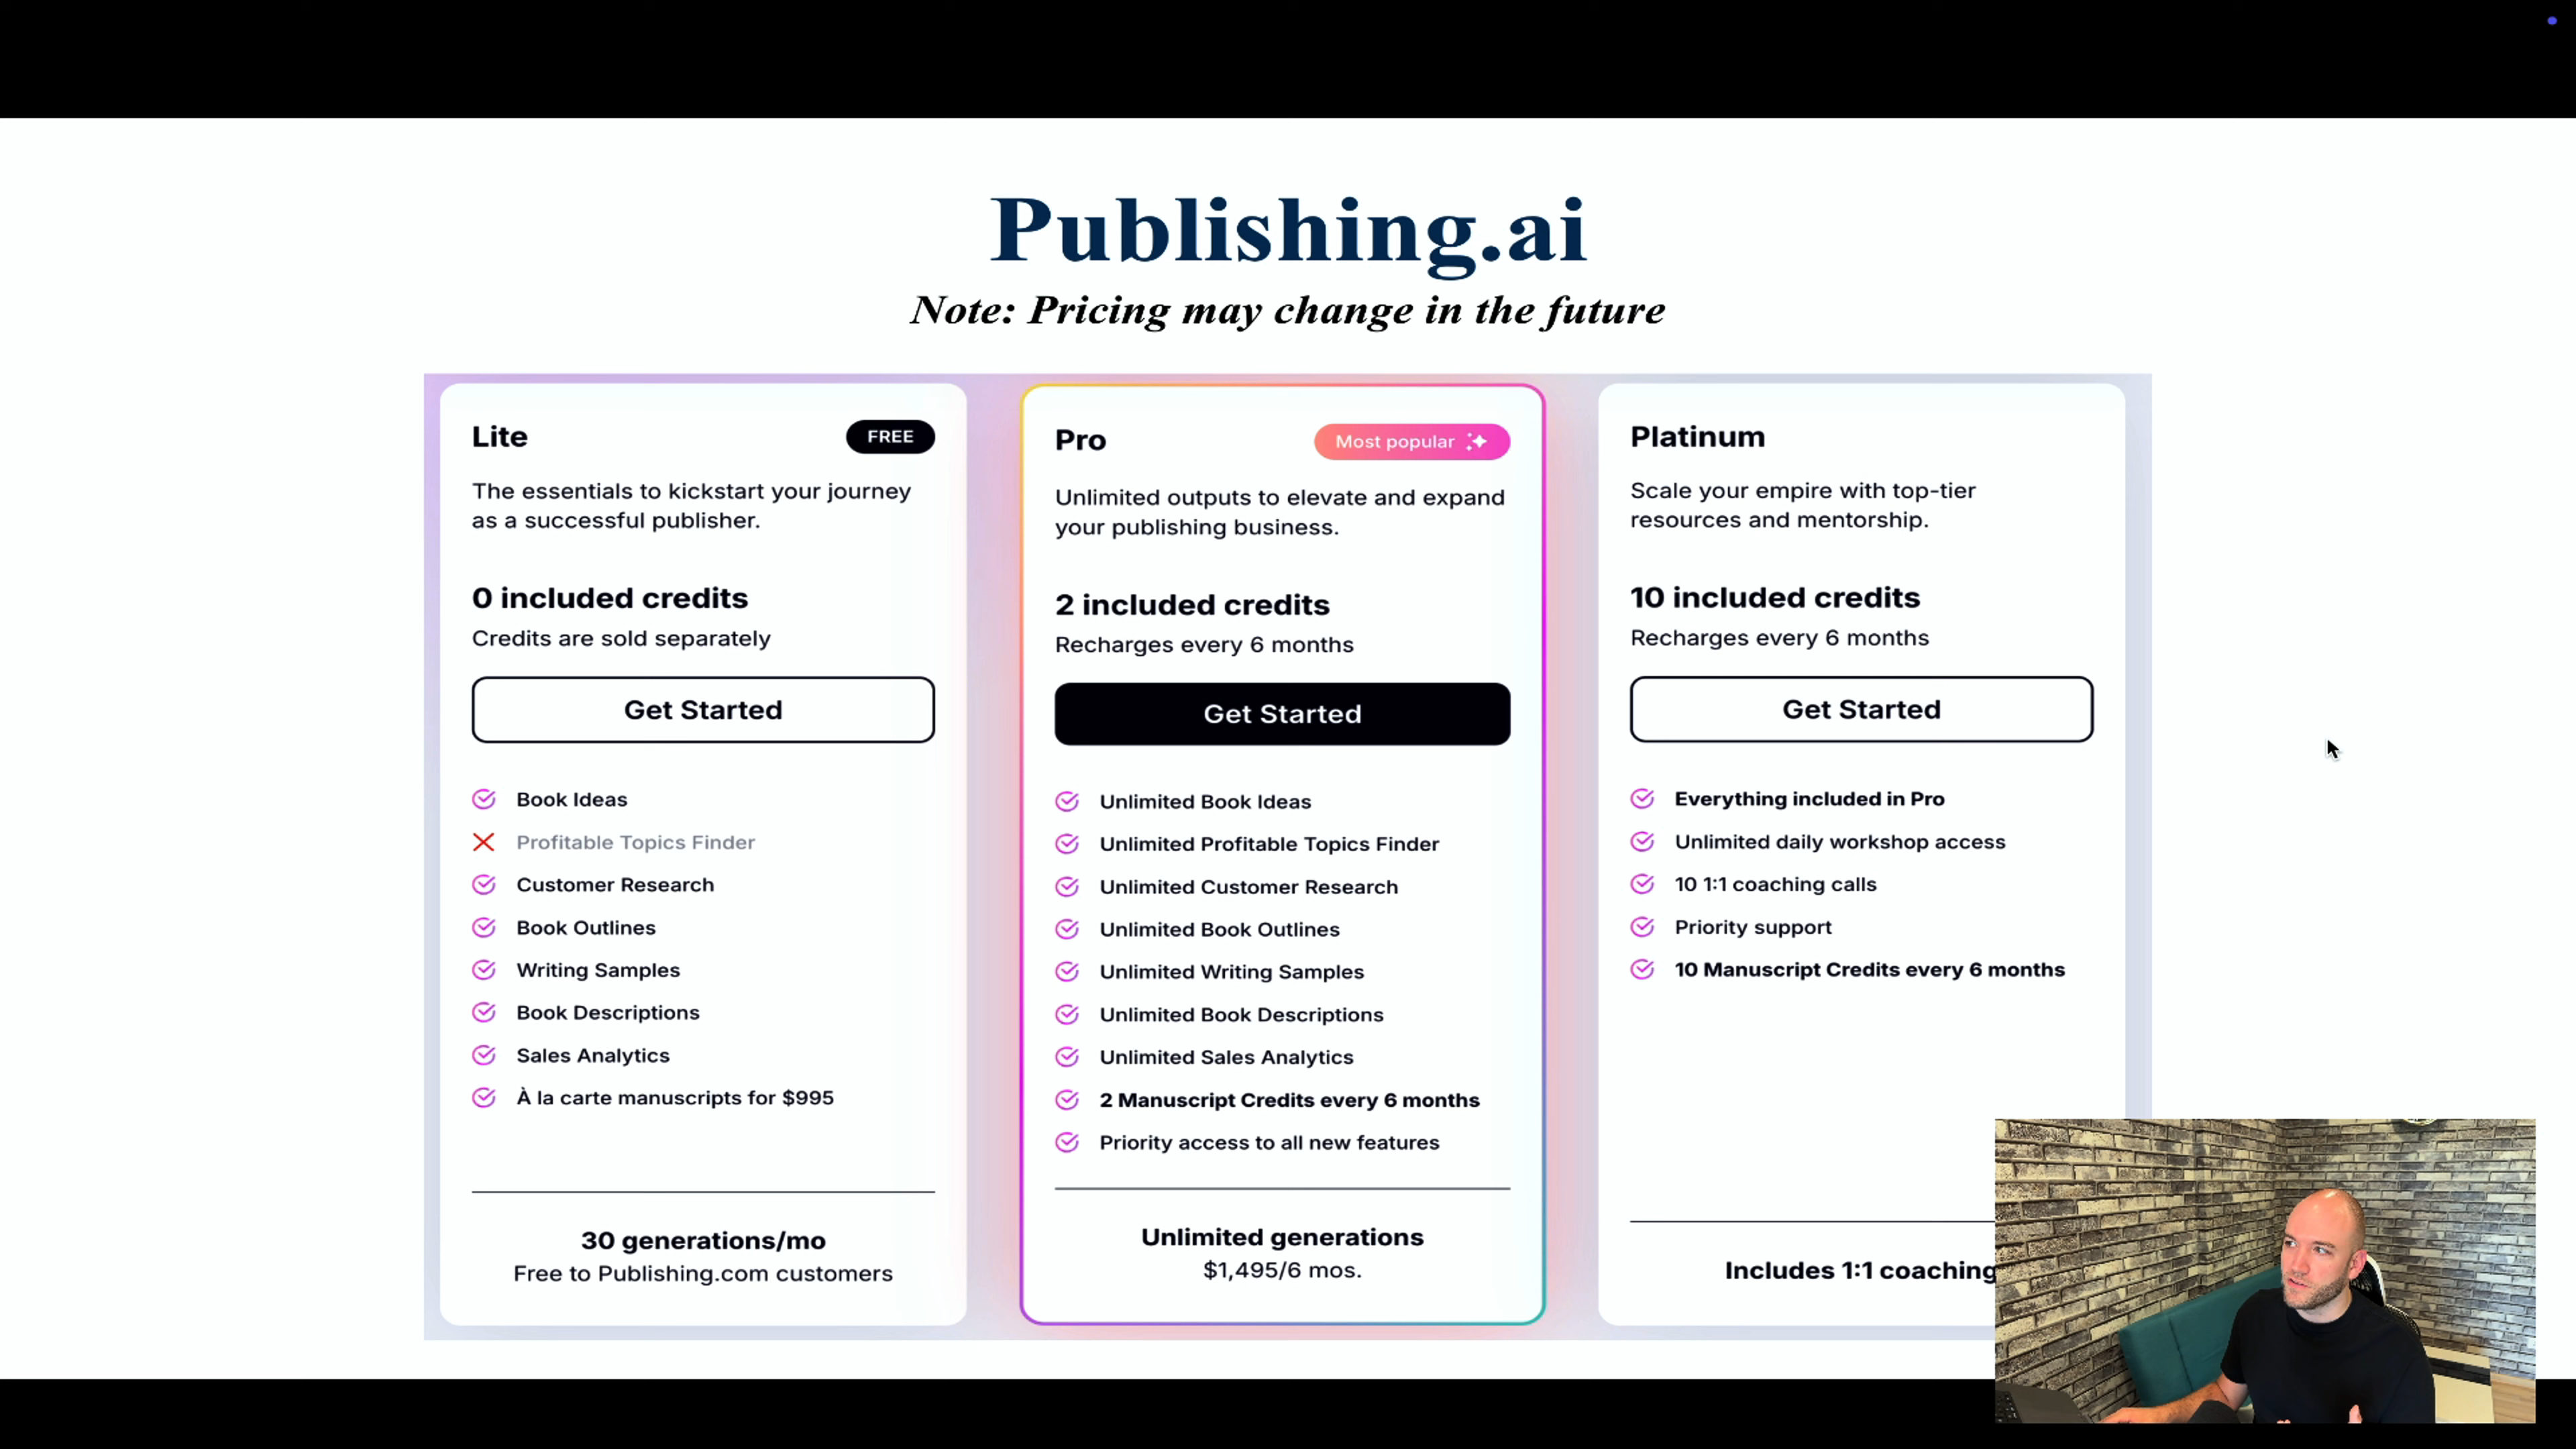 Publishing.ai
Note: Pricing may change in the future
Lite
FREE
The essentials to kickstart your journey
as a successful publisher.
0 included credits
Credits are sold separately
Get Started
Book Ideas
Profitable Topics Finder
Customer Research
Book Outlines
Writing Samples
Book Descriptions
Sales Analytics
À la carte manuscripts for $995
30 generations/mo
Free to Publishing.com customers
Pro
Most popular
Unlimited outputs to elevate and expand
your publishing business.
2 included credits
Recharges every 6 months
Get Started
Unlimited Book Ideas
Unlimited Profitable Topics Finder
Unlimited Customer Research
Unlimited Book Outlines
Unlimited Writing Samples
Unlimited Book Descriptions
Unlimited Sales Analytics
2 Manuscript Credits every 6 months
Priority access to all new features
Unlimited generations
$1,495/6 mos.
Platinum
Scale your empire with top-tier
resources and mentorship.
10 included credits
Recharges every 6 months
Get Started
Everything included in Pro
Unlimited daily workshop access
10 1:1 coaching calls
Priority support
10 Manuscript Credits every 6 months
Includes 1:1 coaching